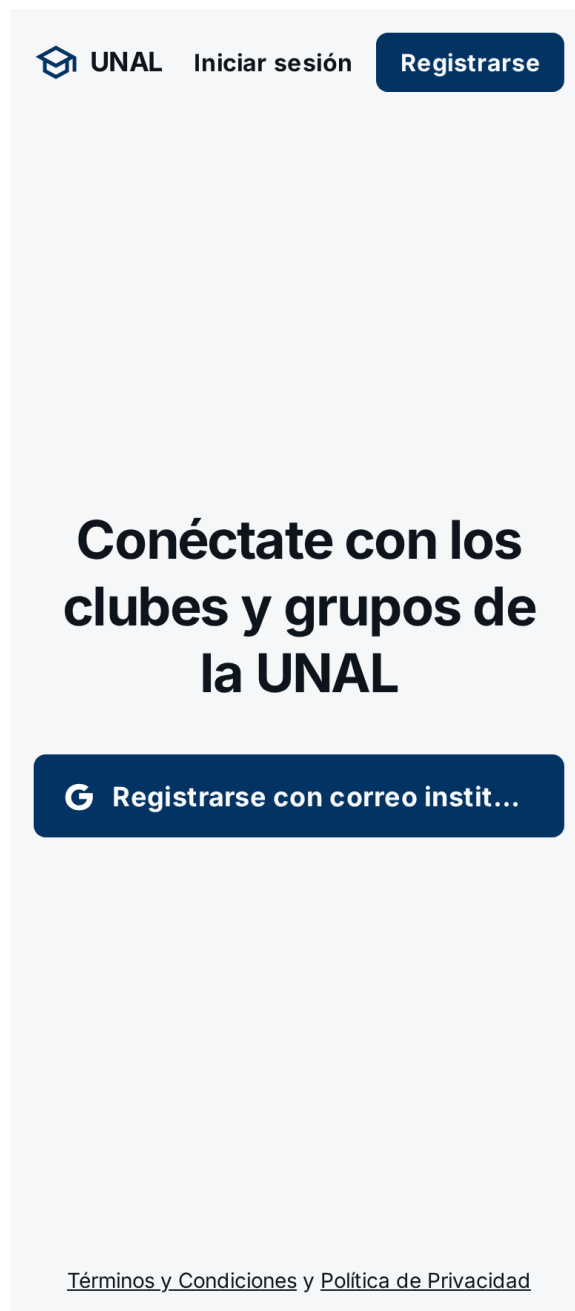 UNAL Iniciar sesión Registrarse
Conéctate con los
clubes y grupos de
la UNAL
Registrarse con correo instit...
Términos y Condiciones y Política de Privacidad